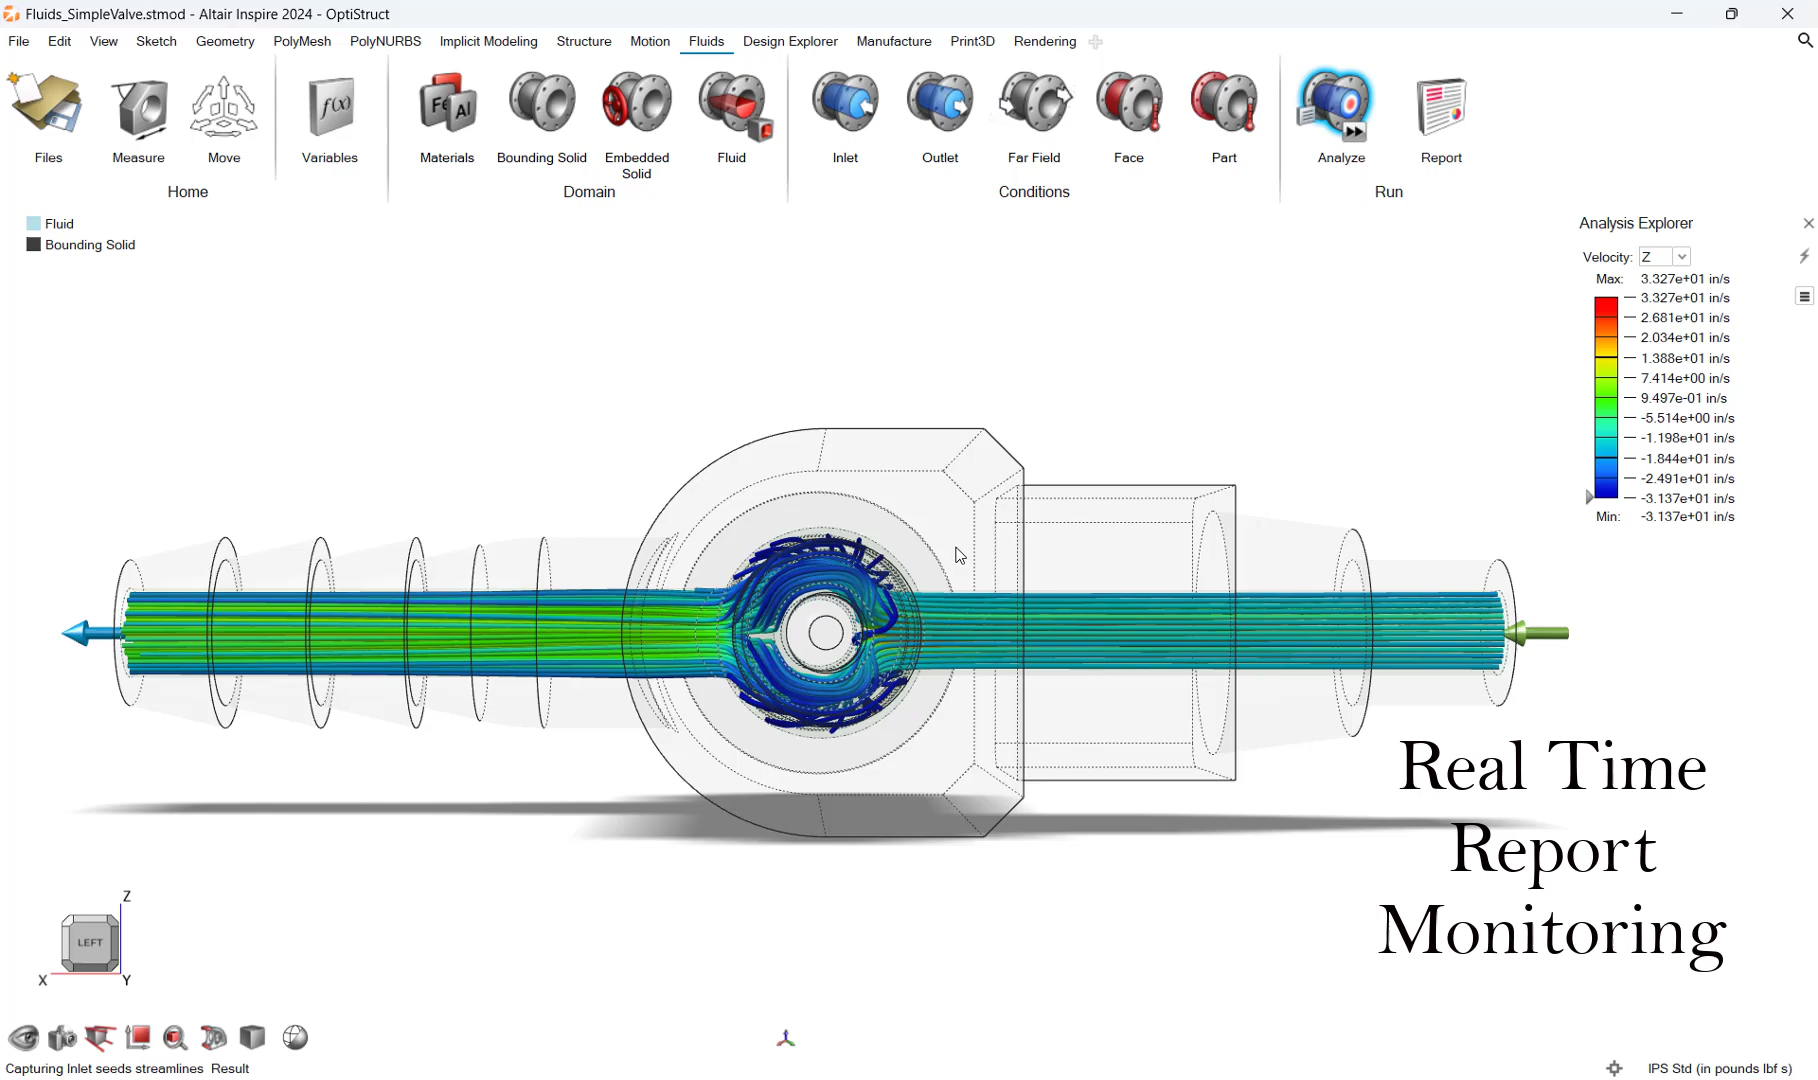 Fluids_SimpleValve.stmod - Altair Inspire 2024 - OptiStruct
File Edit View Sketch Geometry PolyMesh PolyNURBS Implicit Modeling Structure Motion Fluids Design Explorer Manufacture Print3D Rendering
f(x) Fe Al
Files Measure Move Variables Materials Bounding Solid Embedded Solid Fluid Inlet Outlet Far Field Face Part Analyze Report
Home Domain Conditions Run
Fluid
Bounding Solid
Analysis Explorer
Velocity: Z
Max: 3.327e+01 in/s
3.327e+01 in/s
2.681e+01 in/s
2.034e+01 in/s
1.388e+01 in/s
7.414e+00 in/s
9.497e-01 in/s
-5.514e+00 in/s
-1.198e+01 in/s
-1.844e+01 in/s
-2.491e+01 in/s
-3.137e+01 in/s
Min: -3.137e+01 in/s
Real Time
Report
Monitoring
Z
LEFT
X Y
Capturing Inlet seeds streamlines Result
IPS Std (in pounds lbf s)